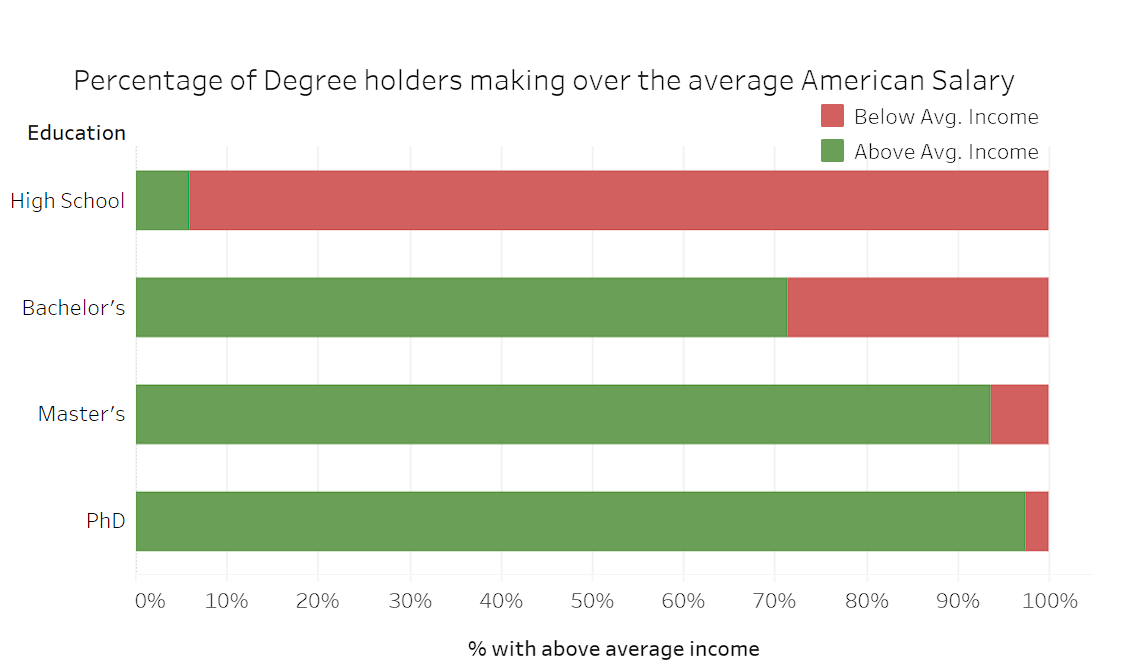 Percentage of Degree holders making over the average American Salary
Below Avg. Income
Above Avg. Income
Education
High School
Bachelor's
Master's
PhD
0% 10% 20% 30% 40% 50% 60% 70% 80% 90% 100%
% with above average income